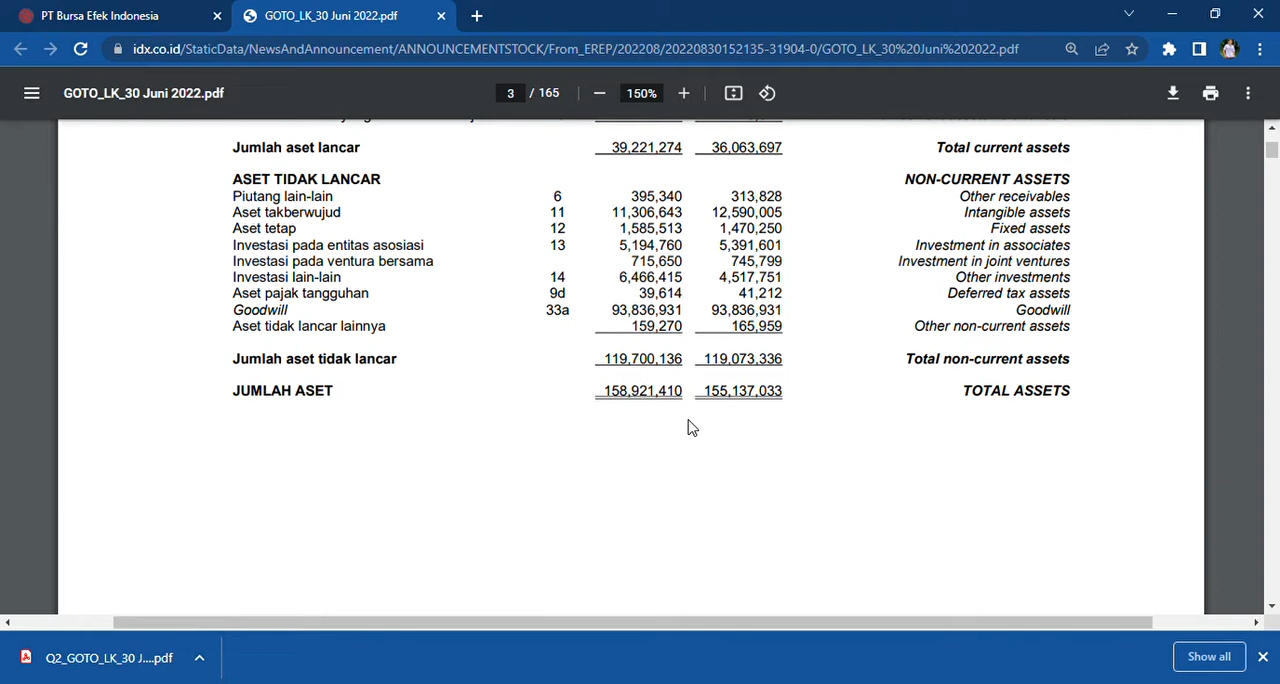 PT Bursa Efek Indonesia
GOTO_LK_30 Juni 2022.pdf
idx.co.id/StaticData/NewsAndAnnouncement/ANNOUNCEMENTSTOCK/From_EREP/202208/20220830152135-31904-0/GOTO_LK_30%20Juni%202022.pdf
GOTO_LK_30 Juni 2022.pdf 3 / 165 150%
Jumlah aset lancar 39,221,274 36,063,697 Total current assets
ASET TIDAK LANCAR NON-CURRENT ASSETS
Piutang lain-lain 6 395,340 313,828 Other receivables
Aset takberwujud 11 11,306,643 12,590,005 Intangible assets
Aset tetap 12 1,585,513 1,470,250 Fixed assets
Investasi pada entitas asosiasi 13 5,194,760 5,391,601 Investment in associates
Investasi pada ventura bersama 715,650 745,799 Investment in joint ventures
Investasi lain-lain 14 6,466,415 4,517,751 Other investments
Aset pajak tangguhan 9d 39,614 41,212 Deferred tax assets
Goodwill 33a 93,836,931 93,836,931 Goodwill
Aset tidak lancar lainnya 159,270 165,959 Other non-current assets
Jumlah aset tidak lancar 119,700,136 119,073,336 Total non-current assets
JUMLAH ASET 158,921,410 155,137,033 TOTAL ASSETS
Q2_GOTO_LK_30 J....pdf
Show all